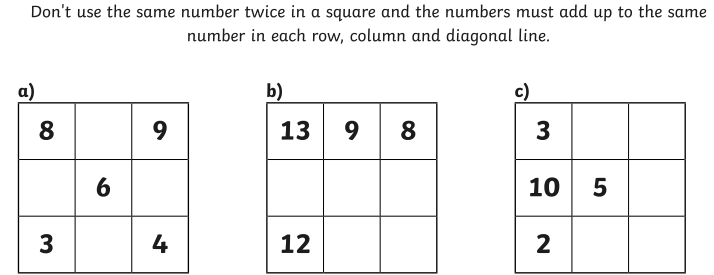 Don't use the same number twice in a square and the numbers must add up to the same
number in each row, column and diagonal line.
a) b) c)
8 9 13 9 8 3
6 10 5
3 4 12 2